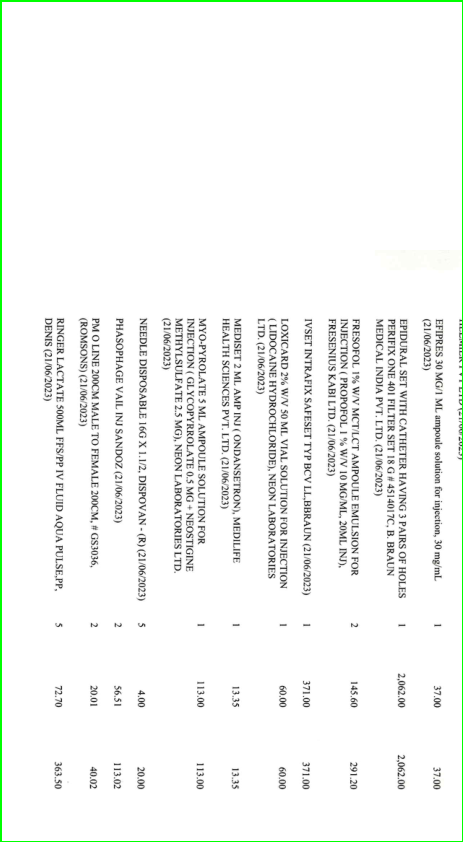 EFIPRES 30 MG/1 ML ampoule solution for injection, 30 mg/mL 1 37.00 37.00
(21/06/2023)
EPIDURAL SET WITH CATHETER HAVING 3 PAIRS OF HOLES 1 2,062.00 2,062.00
PERIFIX ONE 401 FILTER SET 18 G # 4514017C, B. BRAUN
MEDICAL INDIA PVT. LTD. (21/06/2023)
FRESOFOL 1% W/V MCT/LCT AMPOULE EMULSION FOR 2 145.60 291.20
INJECTION ( PROPOFOL 1 % W/V 10 MG/ML, 20ML INJ),
FRESENIUS KABI LTD. (21/06/2023)
IVSET INTRAFIX SAFESET TYP BCV LL,BBRAUN (21/06/2023) 1 371.00 371.00
LOXICARD 2% W/V 50 ML VIAL SOLUTION FOR INJECTION 1 60.00 60.00
( LIDOCAINE HYDROCHLORIDE), NEON LABORATORIES
LTD. (21/06/2023)
MEDISET 2 ML AMP INJ ( ONDANSETRON), MEDILIFE 1 13.35 13.35
HEALTH SCIENCES PVT. LTD. (21/06/2023)
MYO-PYROLATE 5 ML AMPOULE SOLUTION FOR 1 113.00 113.00
INJECTION ( GLYCOPYRROLATE 0.5 MG + NEOSTIGINE
METHYLSULFATE 2.5 MG), NEON LABORATORIES LTD.
(21/06/2023)
NEEDLE DISPOSABLE 16G X 1.1/2, DISPOVAN - (R) (21/06/2023) 5 4.00 20.00
PHASOPHAGE VAIL INJ SANDOZ (21/06/2023) 2 56.51 113.02
PM O LINE 200CM MALE TO FEMALE 200CM, # GS3036, 2 20.01 40.02
(ROMSONS) (21/06/2023)
RINGER LACTATE 500ML FFS/PP IV FLUID AQUA PULSE,PP, 5 72.70 363.50
DENIS (21/06/2023)